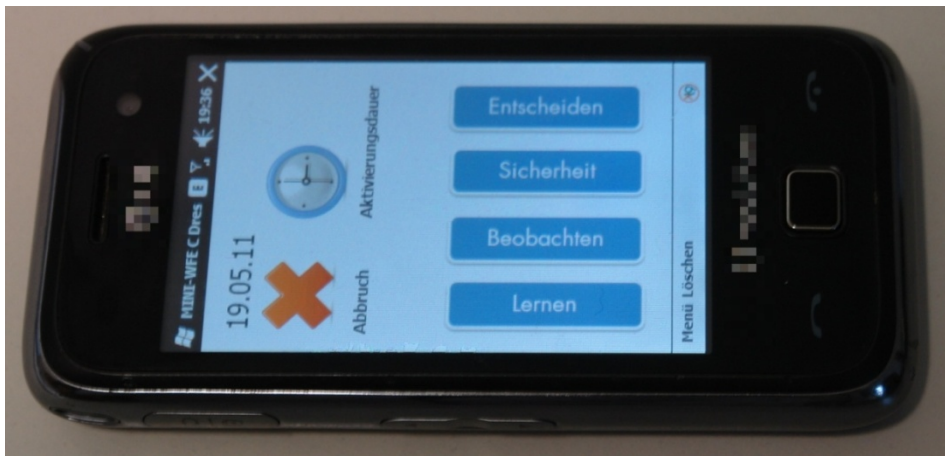 MINI-WFE C Dres E 19:36 X
19.05.11
Abbruch
Aktivierungsdauer
Entscheiden
Sicherheit
Beobachten
Lernen
Menü Löschen